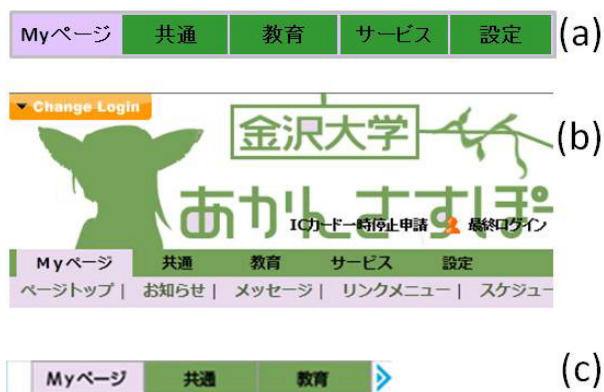 Myページ 共通 教育 サービス 設定 (a)
Change Login
金沢大学 (b)
あかんさすぽー
ICカード一時停止申請 最終ログイン
Myページ 共通 教育 サービス 設定
ページトップ | お知らせ | メッセージ | リンクメニュー | スケジュー
Myページ 共通 教育 (c)